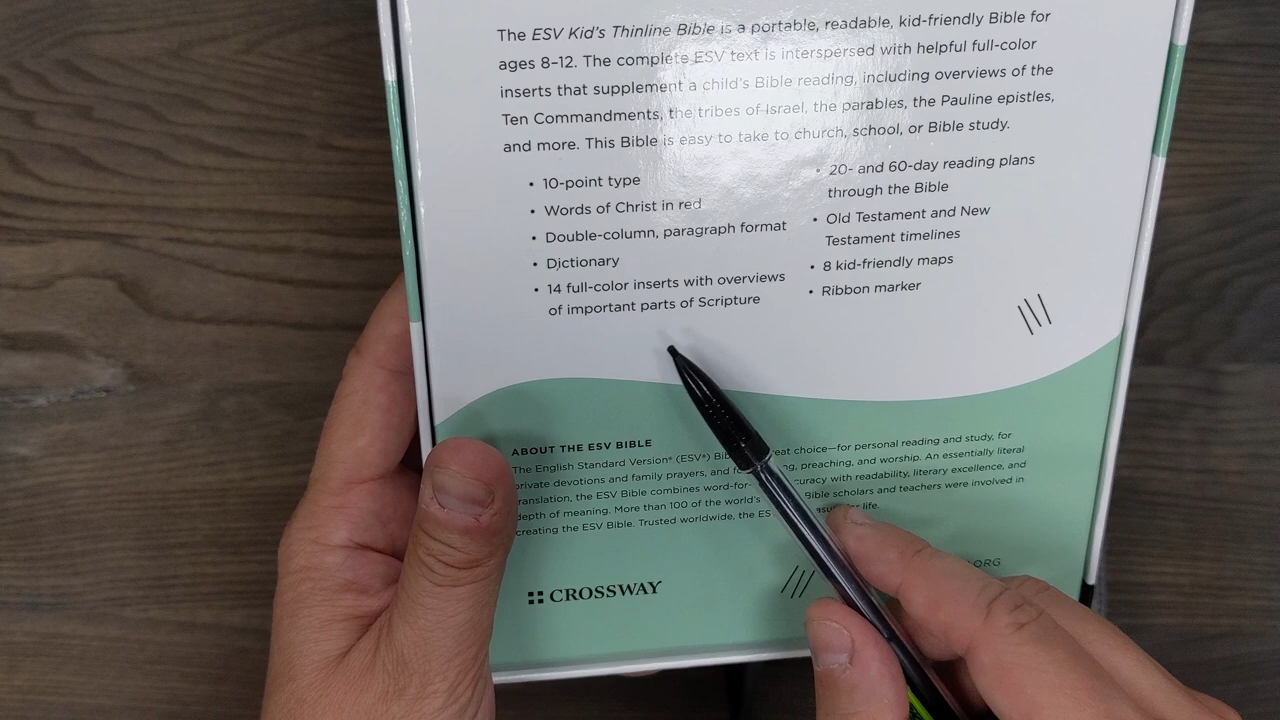 The ESV Kid's Thinline Bible is a portable, readable, kid-friendly Bible for
ages 8–12. The complete ESV text is interspersed with helpful full-color
inserts that supplement a child's Bible reading, including overviews of the
Ten Commandments, the tribes of Israel, the parables, the Pauline epistles,
and more. This Bible is easy to take to church, school, or Bible study.
• 10-point type
• Words of Christ in red
• Double-column, paragraph format
• Dictionary
• 14 full-color inserts with overviews
of important parts of Scripture
• 20- and 60-day reading plans
through the Bible
• Old Testament and New
Testament timelines
• 8 kid-friendly maps
• Ribbon marker
ABOUT THE ESV BIBLE
The English Standard Version® (ESV®) choice—for personal reading and study, for
private devotions and family prayers, and preaching, and worship. An essentially literal
translation, the ESV Bible combines word-for- with readability, literary excellence, and
depth of meaning. More than 100 of the world's Bible scholars and teachers were involved in
creating the ESV Bible. Trusted worldwide, the life.
CROSSWAY
ORG